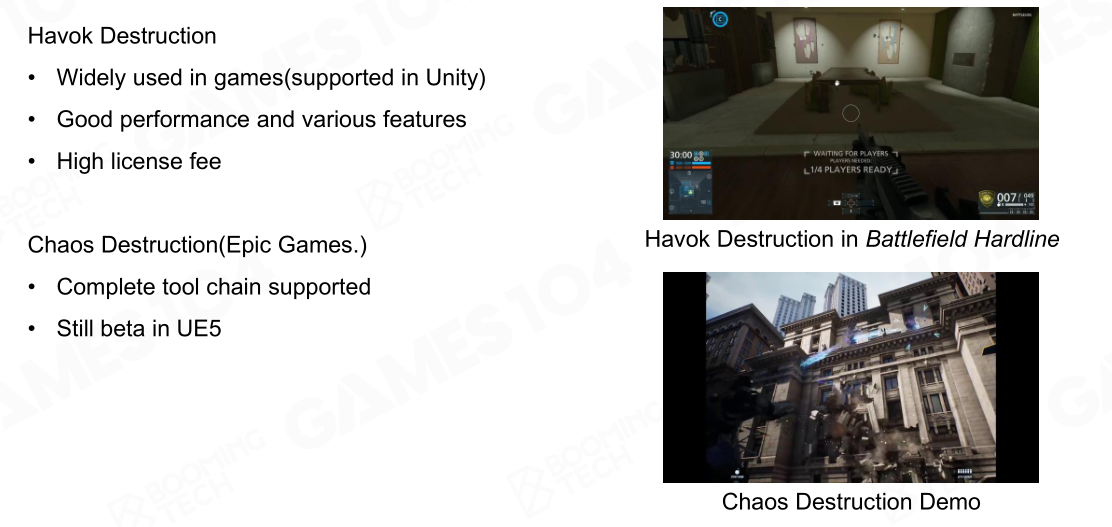 Havok Destruction
• Widely used in games(supported in Unity)
• Good performance and various features
• High license fee
Chaos Destruction(Epic Games.)
• Complete tool chain supported
• Still beta in UE5
30:00
WAITING FOR PLAYERS
PLAYERS NEEDED
1/4 PLAYERS READY
007/ 045
Havok Destruction in Battlefield Hardline
Chaos Destruction Demo
GAMES104
BOOMING
TECH